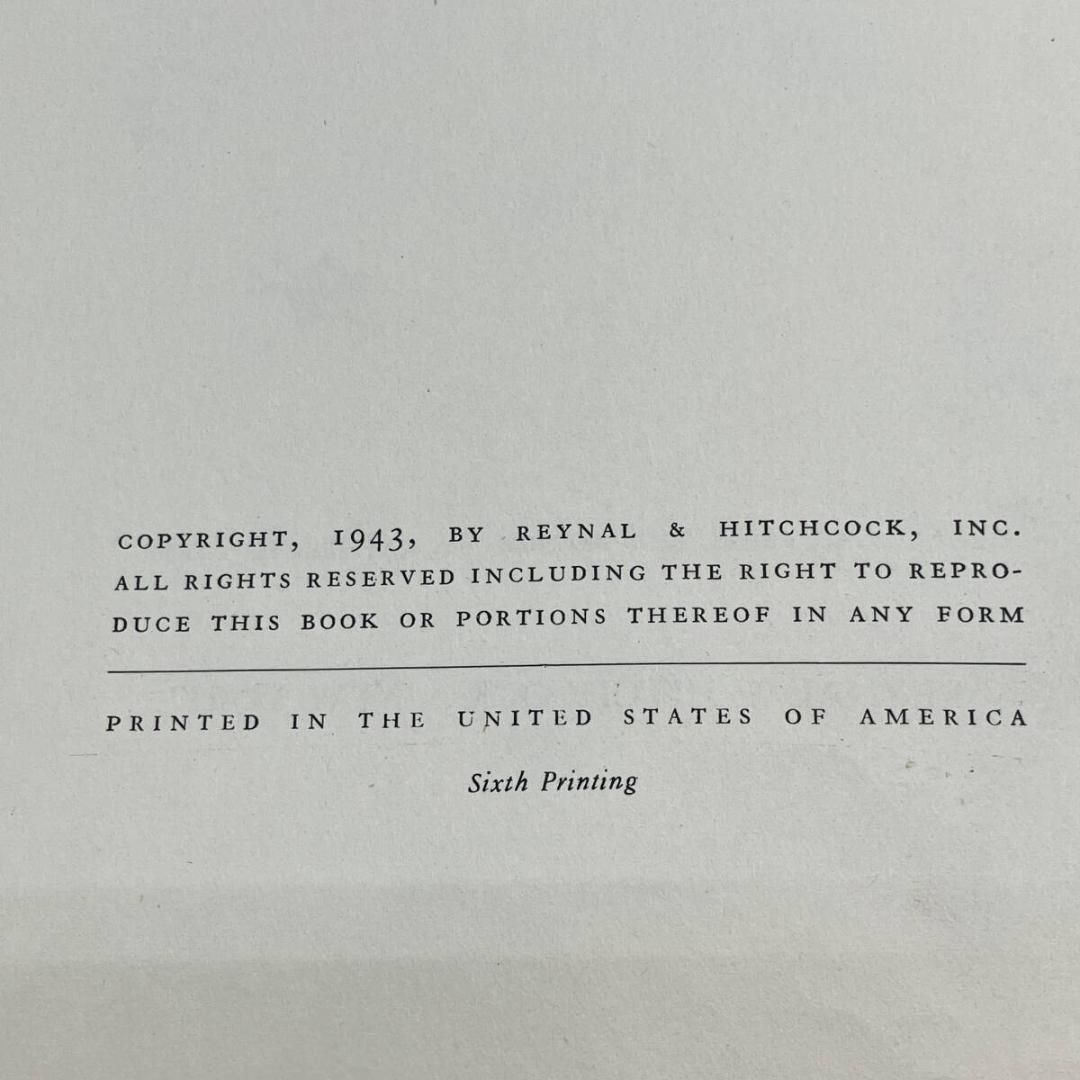 COPYRIGHT, 1943, BY REYNAL & HITCHCOCK, INC.
ALL RIGHTS RESERVED INCLUDING THE RIGHT TO REPRO-
DUCE THIS BOOK OR PORTIONS THEREOF IN ANY FORM
PRINTED IN THE UNITED STATES OF AMERICA
Sixth Printing